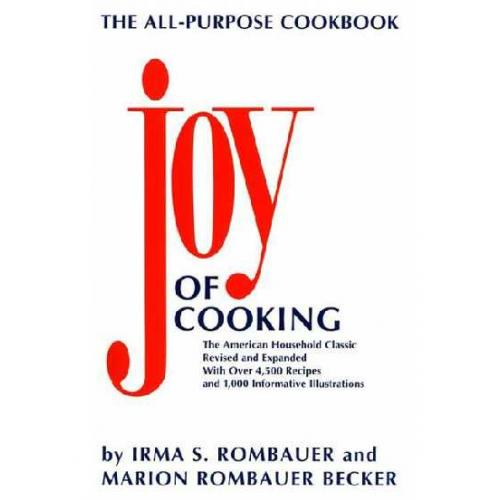 THE ALL-PURPOSE COOKBOOK
joy
OF
COOKING
The American Household Classic
Revised and Expanded
With Over 4,500 Recipes
and 1,000 Informative Illustrations
by IRMA S. ROMBAUER and
MARION ROMBAUER BECKER